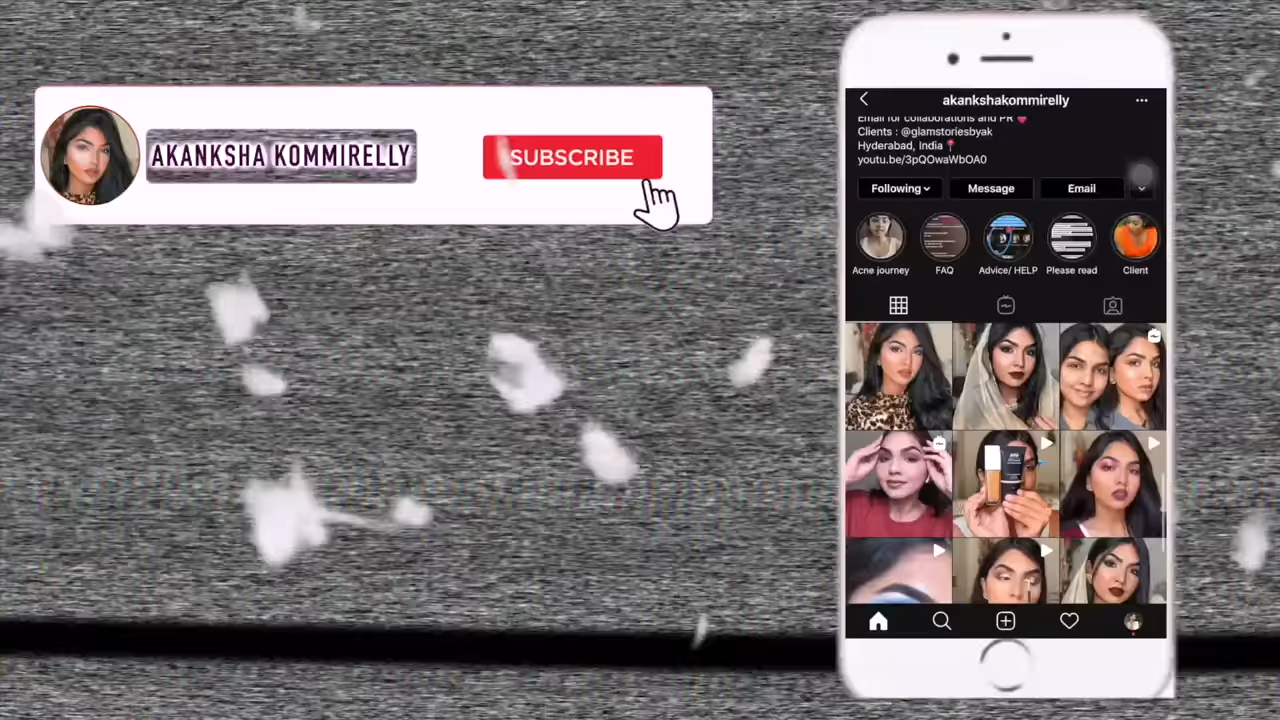 AKANKSHA KOMMIRELLY
SUBSCRIBE
akankshakommirelly
Email for collaborations and PR
Clients : @glamstoriesbyak
Hyderabad, India
youtu.be/3pQOwaWbOA0
Following Message Email
Acne journey FAQ Advice/ HELP Please read Client